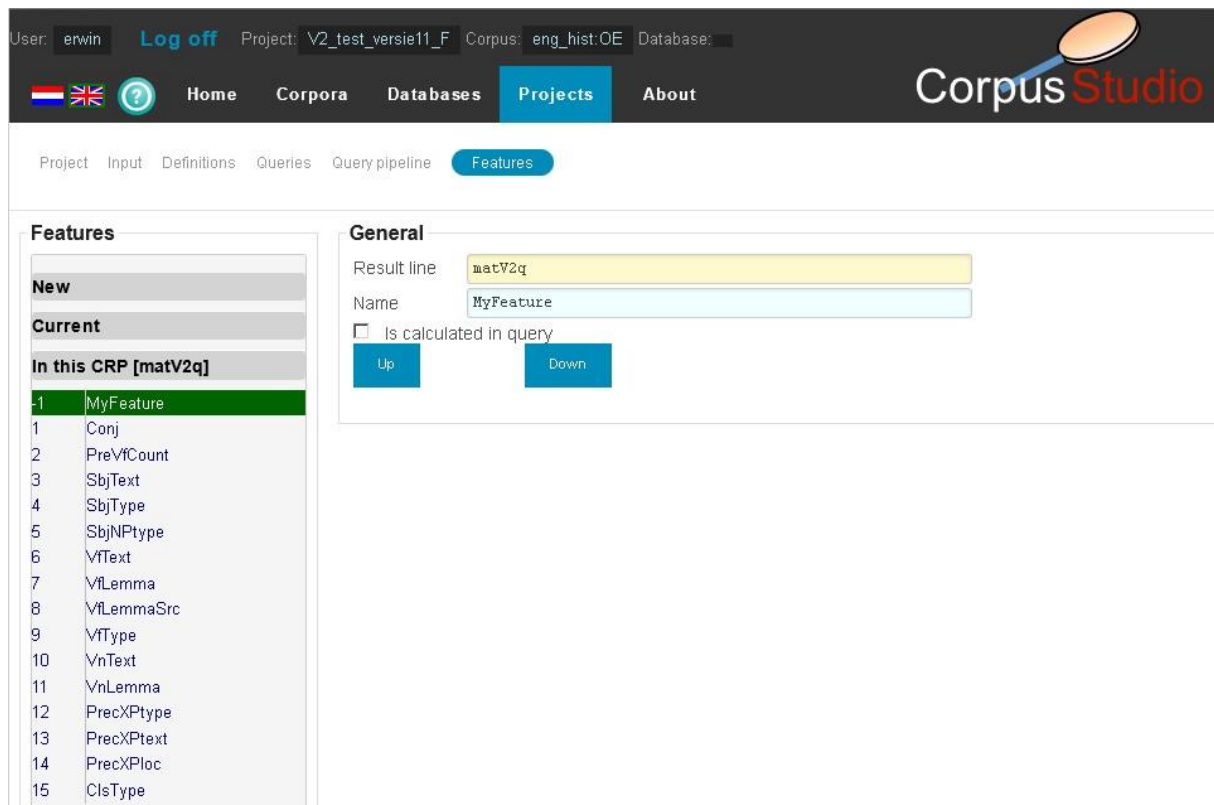 User: erwin Log off Project: V2_test_versie11_F Corpus: eng_hist:OE Database:
CorpusStudio
? Home Corpora Databases Projects About
Project Input Definitions Queries Query pipeline Features
Features
New
Current
In this CRP [matV2q]
-1 MyFeature
1 Conj
2 PreVfCount
3 SbjText
4 SbjType
5 SbjNPtype
6 VfText
7 VfLemma
8 VfLemmaSrc
9 VfType
10 VnText
11 VnLemma
12 PrecXPtype
13 PrecXPtext
14 PrecXPloc
15 ClsType
General
Result line matV2q
Name MyFeature
Is calculated in query
Up Down